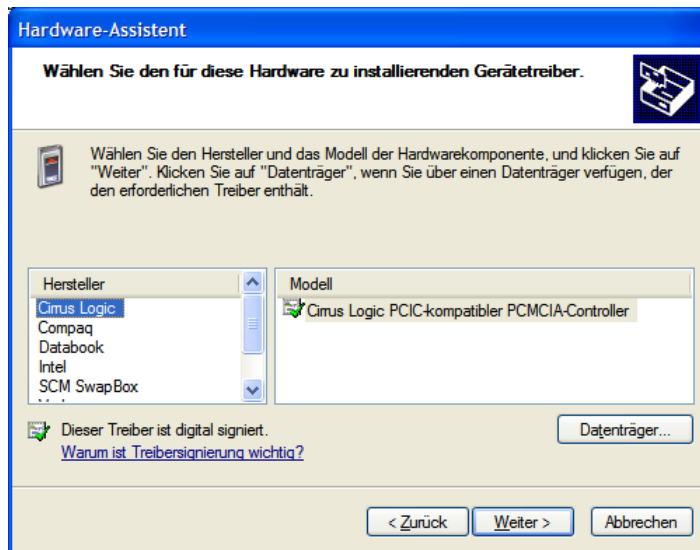 Hardware-Assistent
Wählen Sie den für diese Hardware zu installierenden Gerätetreiber.
Wählen Sie den Hersteller und das Modell der Hardwarekomponente, und klicken Sie auf
"Weiter". Klicken Sie auf "Datenträger", wenn Sie über einen Datenträger verfügen, der
den erforderlichen Treiber enthält.
Hersteller
Cirrus Logic
Compaq
Databook
Intel
SCM SwapBox
Modell
Cirrus Logic PCIC-kompatibler PCMCIA-Controller
Dieser Treiber ist digital signiert.
Warum ist Treibersignierung wichtig?
Datenträger...
< Zurück
Weiter >
Abbrechen